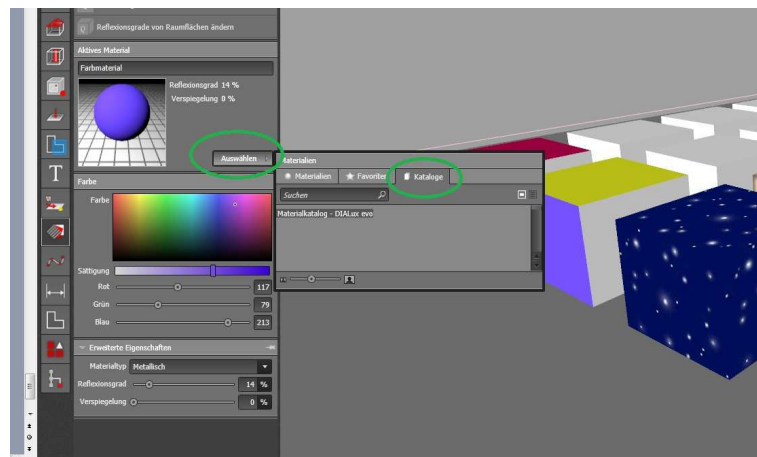 Reflexionsgrade von Raumflächen ändern
Aktives Material
Farbmaterial
Reflexionsgrad 14 %
Verspiegelung 0 %
Auswählen
Materialien
Materialien
Favoriten
Kataloge
Suchen
Materialkatalog - DIALux evo
Farbe
Farbe
Sättigung
Rot 117
Grün 79
Blau 213
Erweiterte Eigenschaften
Materialtyp Metallisch
Reflexionsgrad 14 %
Verspiegelung 0 %
T